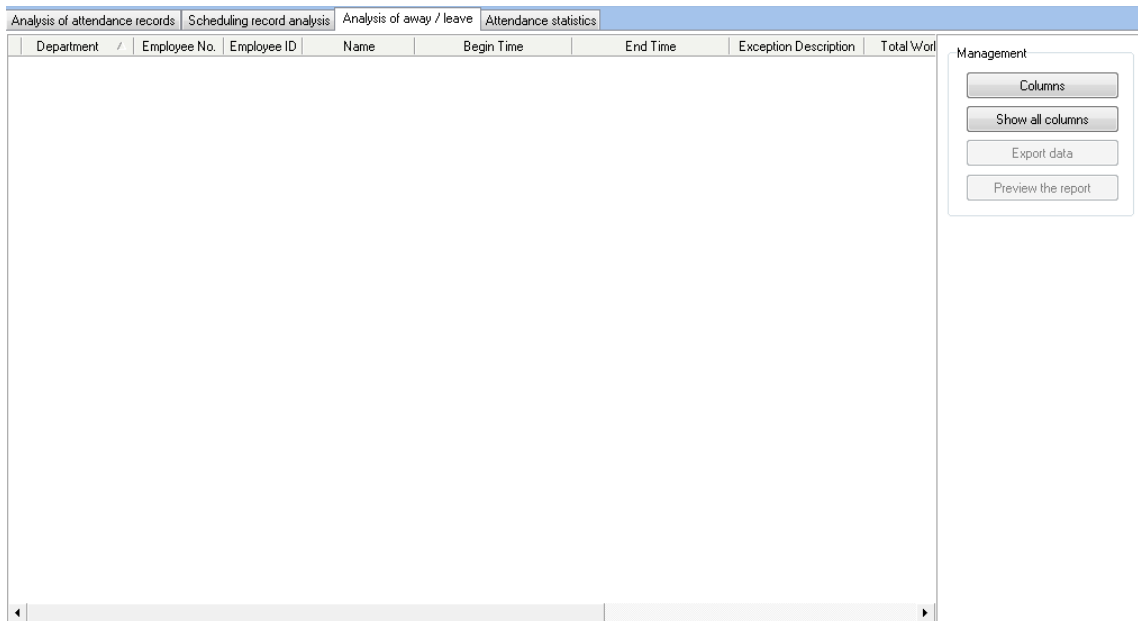 Analysis of attendance records Scheduling record analysis Analysis of away / leave Attendance statistics
Department Employee No. Employee ID Name Begin Time End Time Exception Description Total
Management
Columns
Show all columns
Export data
Preview the report